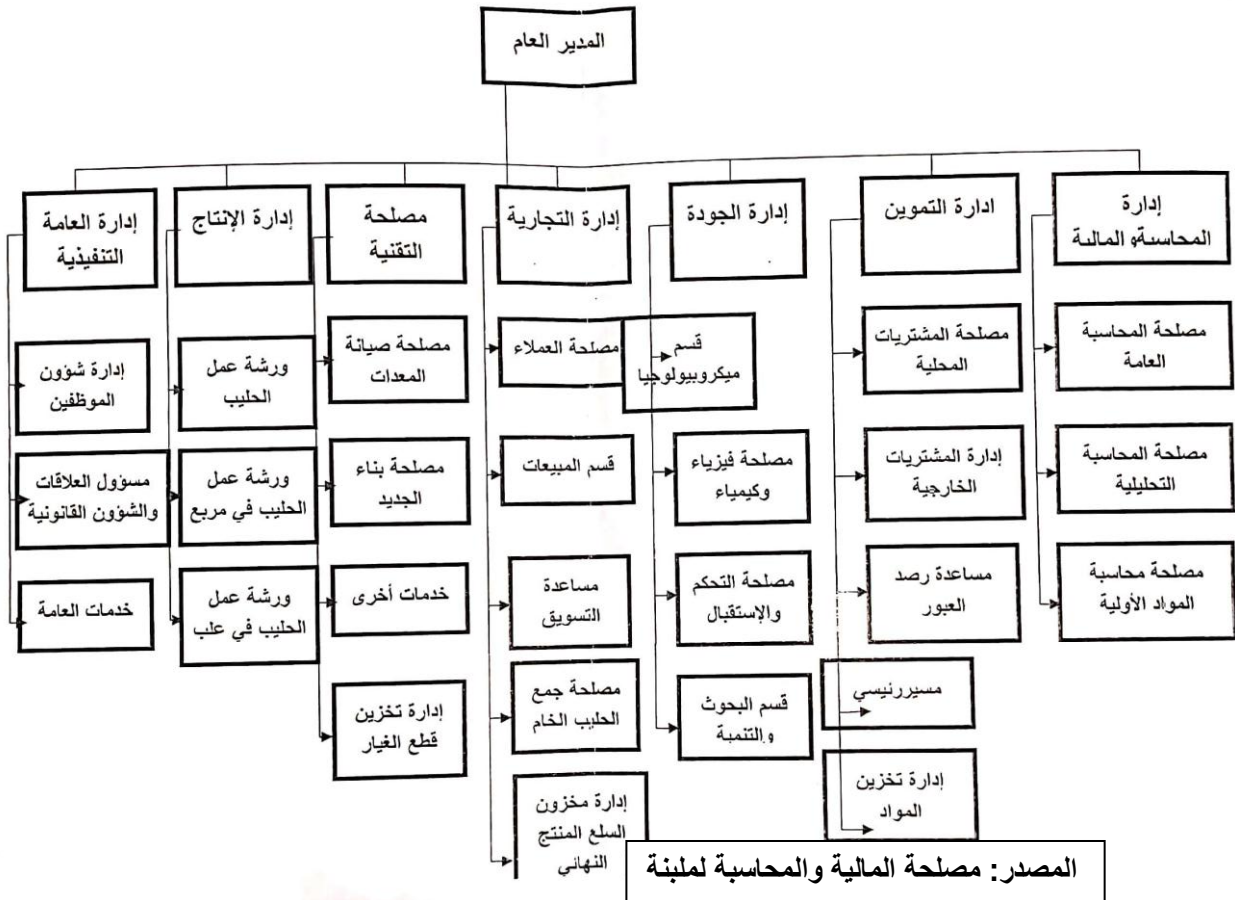 المدير العام
إدارة
المحاسبة والمالية
ادارة التموين
إدارة الجودة
إدارة التجارية
مصلحة
التقنية
إدارة الإنتاج
إدارة العامة
التنفيذية
مصلحة المحاسبة
العامة
مصلحة المحاسبة
التحليلية
مصلحة محاسبة
المواد الأولية
مصلحة المشتريات
المحلية
إدارة المشتريات
الخارجية
مساعدة رصد
العبور
مسيررئيسي
إدارة تخزين
المواد
قسم
ميكروبيولوجيا
مصلحة فيزياء
وكيمياء
مصلحة التحكم
والإستقبال
قسم البحوث
والتنمية
مصلحة العملاء
قسم المبيعات
مساعدة
التسويق
مصلحة جمع
الحليب الخام
إدارة مخزون
السلع المنتج
النهائي
مصلحة صيانة
المعدات
مصلحة بناء
الجديد
خدمات أخرى
إدارة تخزين
قطع الغيار
ورشة عمل
الحليب
ورشة عمل
الحليب في مربع
ورشة عمل
الحليب في علب
إدارة شؤون
الموظفين
مسؤول العلاقات
والشؤون القانونية
خدمات العامة
المصدر: مصلحة المالية والمحاسبة لملبنة